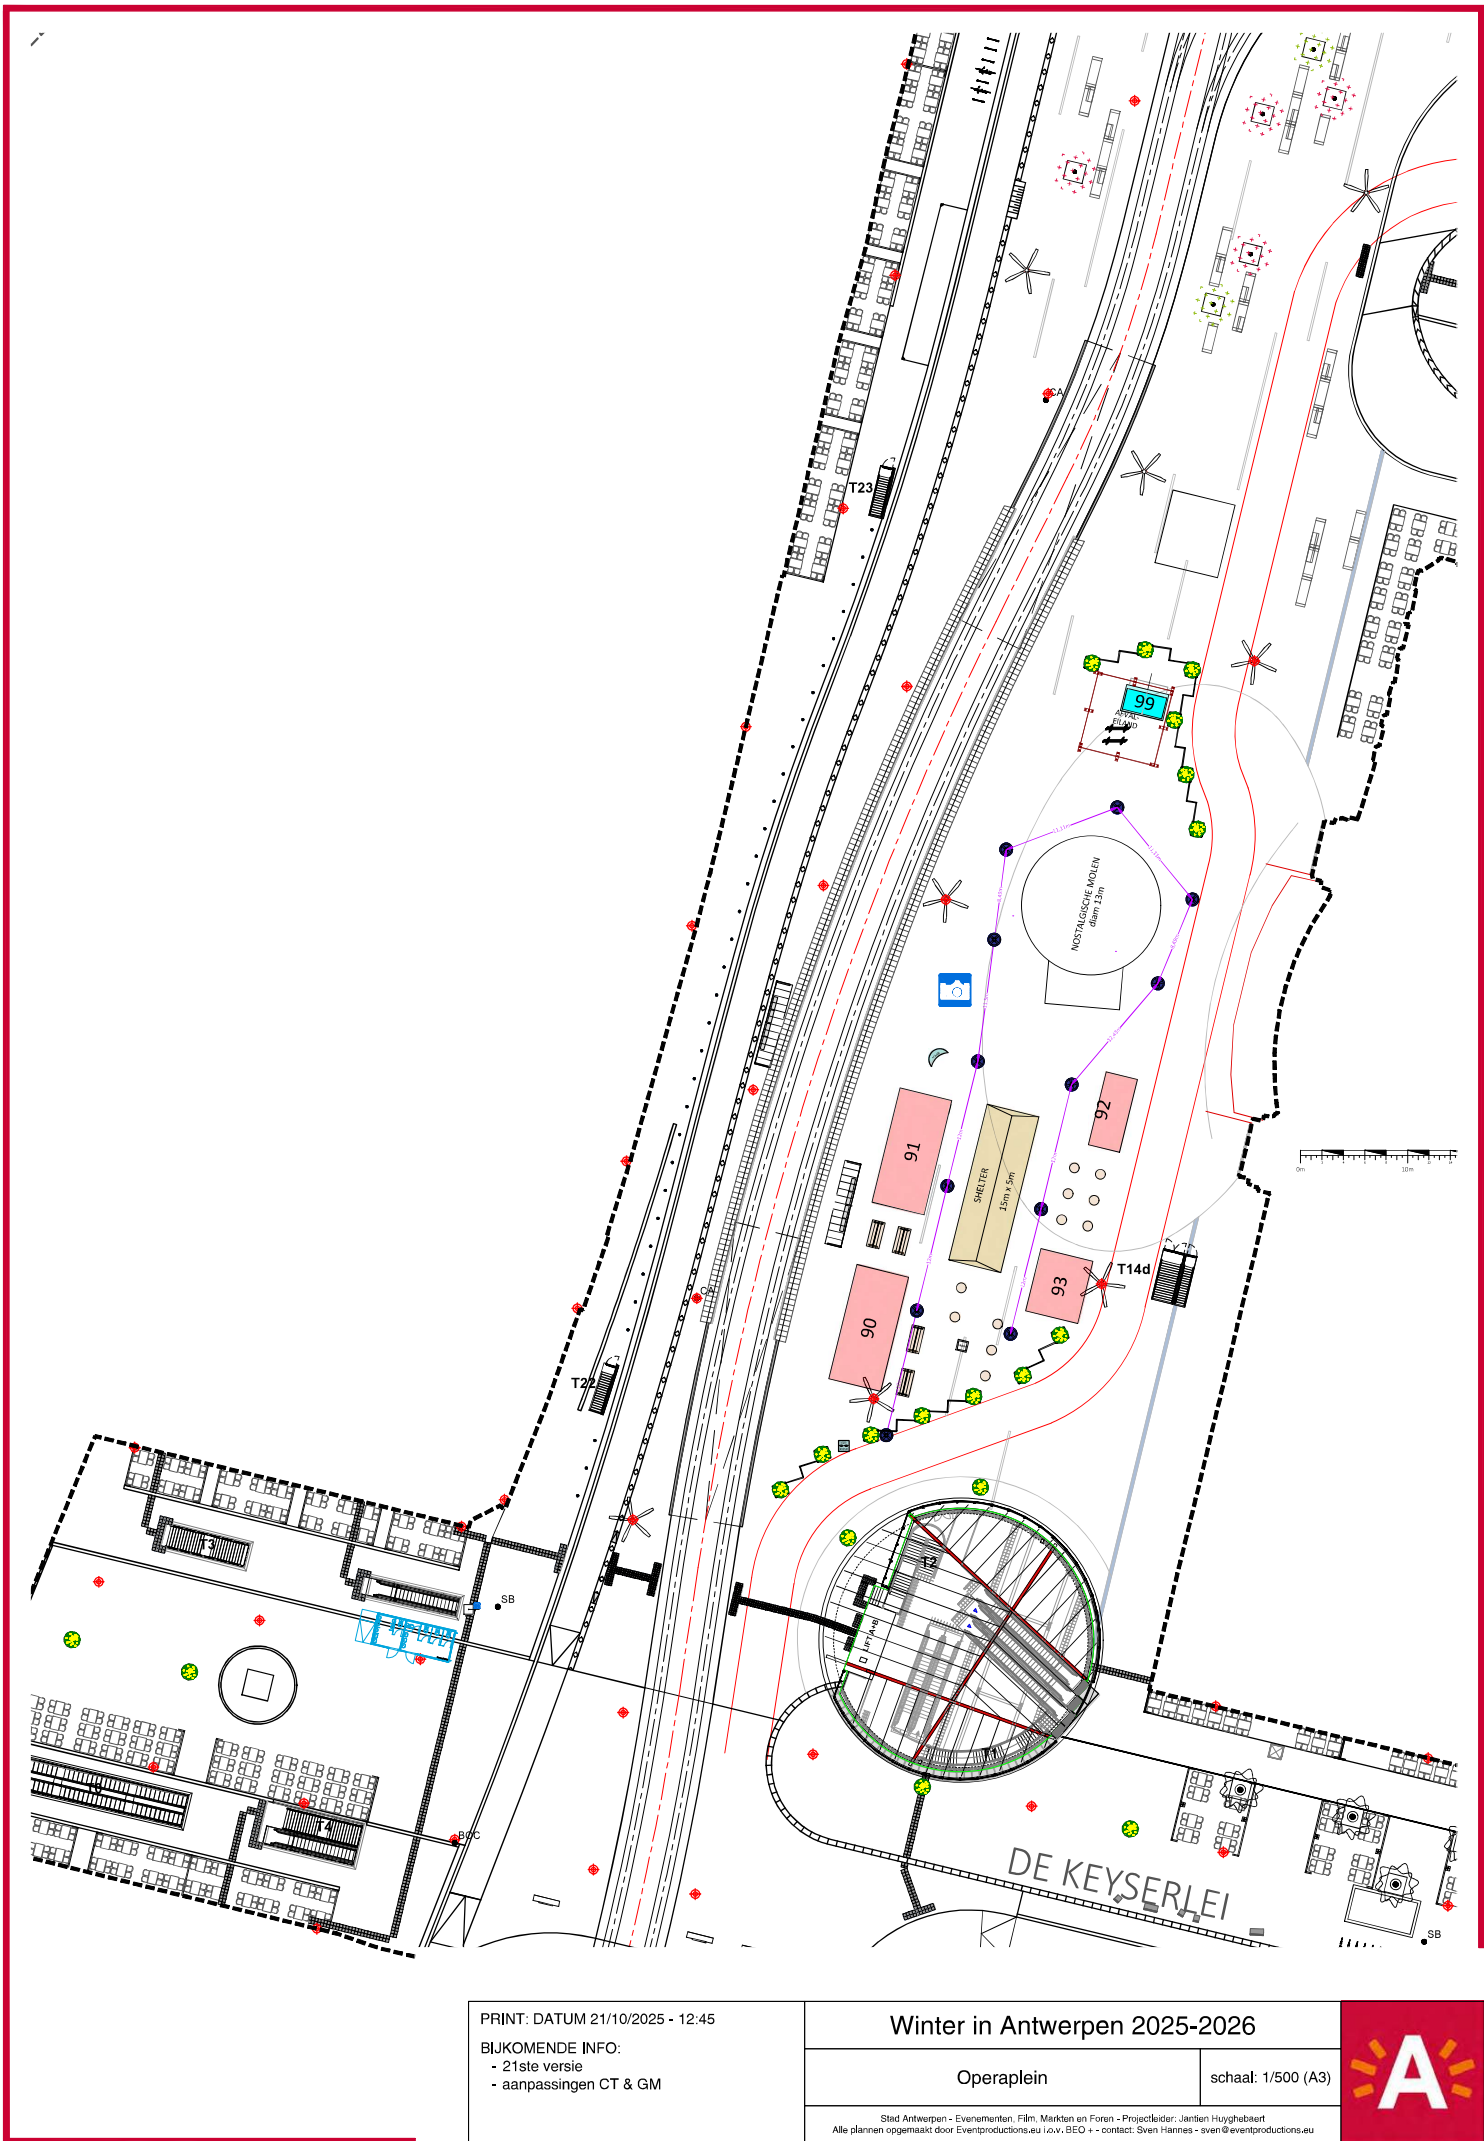 CA
T23
99
AFVAL-
EILAND
NOSTALGISCHE MOLEN
diam 13m
92
91
SHELTER
15m x 5m
0m
10m
T14d
93
CA
90
T22
T3
T2
SB
LIFT A+B
T1
T4
BOC
DE KEYSERLEI
SB
PRINT: DATUM 21/10/2025 - 12:45
BIJKOMENDE INFO:
- 21ste versie
- aanpassingen CT & GM
Winter in Antwerpen 2025-2026
Operaplein
schaal: 1/500 (A3)
Stad Antwerpen - Evenementen, Film, Markten en Foren - Projectleider: Jantien Huyghebaert
Alle plannen opgemaakt door Eventproductions.eu i.o.v. BEO + - contact: Sven Hannes - sven@eventproductions.eu
A